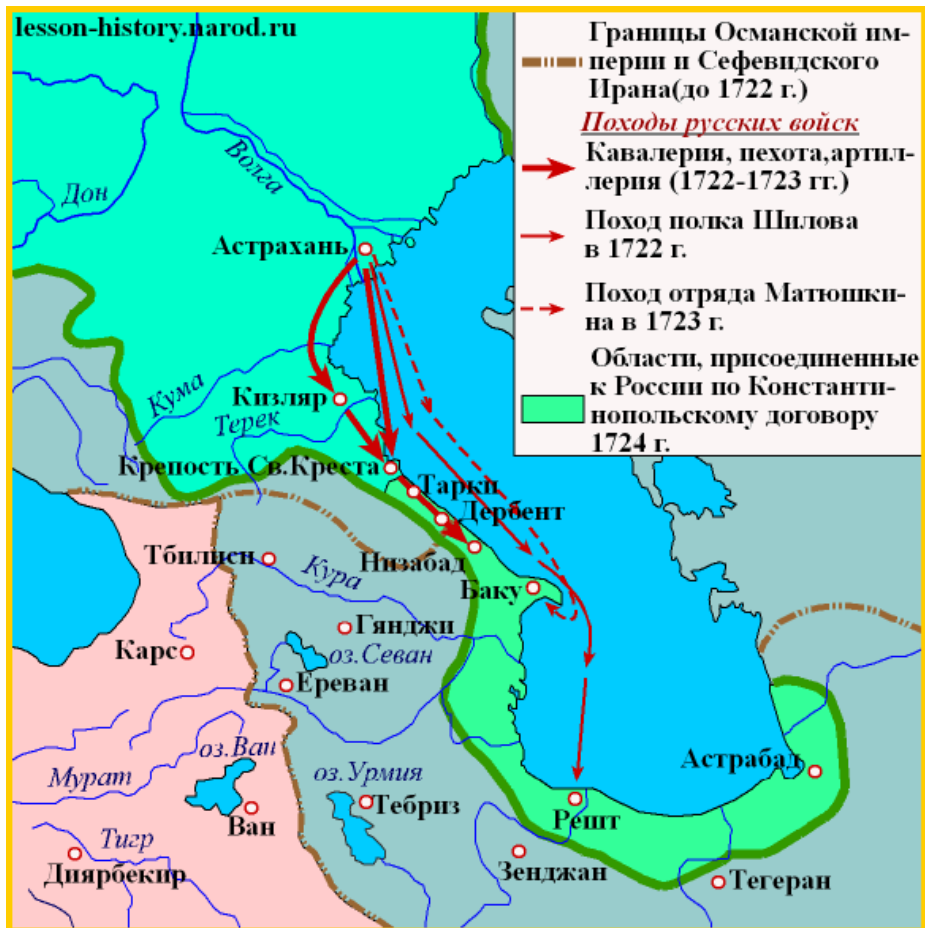 lesson-history.narod.ru
Границы Османской им-
перии и Сефевидского
Ирана(до 1722 г.)
Походы русских войск
Кавалерия, пехота,артил-
лерия (1722-1723 гг.)
Поход полка Шилова
в 1722 г.
Поход отряда Матюшки-
на в 1723 г.
Области, присоединенные
к России по Константи-
нопольскому договору
1724 г.
Волга
Дон
Астрахань
Кума
Кизляр
Терек
Крепость Св.Креста
Тарки
Дербент
Низабад
Тбилиси
Кура
Баку
Гянджи
Карс
оз.Севан
Ереван
оз.Ван
Мурат
оз.Урмия
Астрабад
Тебриз
Ван
Решт
Тигр
Диярбекир
Зенджан
Тегеран